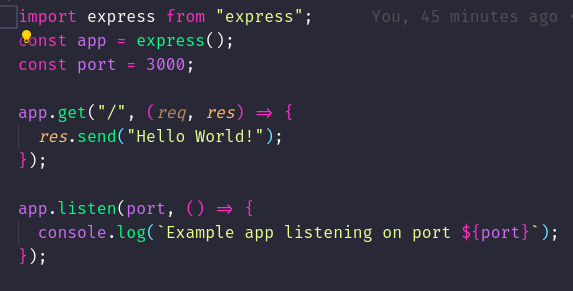 import express from "express";     You, 45 minutes ago •
const app = express();
const port = 3000;

app.get("/", (req, res) => {
  res.send("Hello World!");
});

app.listen(port, () => {
  console.log(`Example app listening on port ${port}`);
});